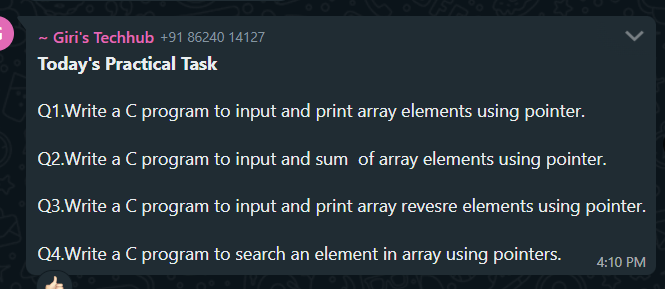 ~ Giri's Techhub +91 86240 14127
Today's Practical Task
Q1.Write a C program to input and print array elements using pointer.
Q2.Write a C program to input and sum  of array elements using pointer.
Q3.Write a C program to input and print array revesre elements using pointer.
Q4.Write a C program to search an element in array using pointers.
4:10 PM